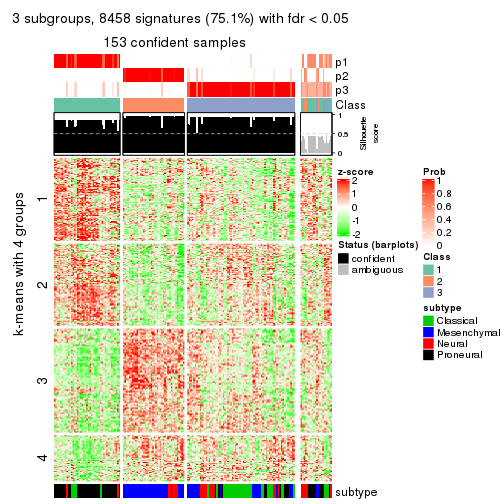 3 subgroups, 8458 signatures (75.1%) with fdr < 0.05
153 confident samples
p1
p2
p3
Class
1
0.5
0
Silhouette
score
k-means with 4 groups
1
2
3
4
z-score
2
1
0
-1
-2
Prob
1
0.8
0.6
0.4
0.2
0
Status (barplots)
confident
ambiguous
Class
1
2
3
subtype
Classical
Mesenchymal
Neural
Proneural
subtype